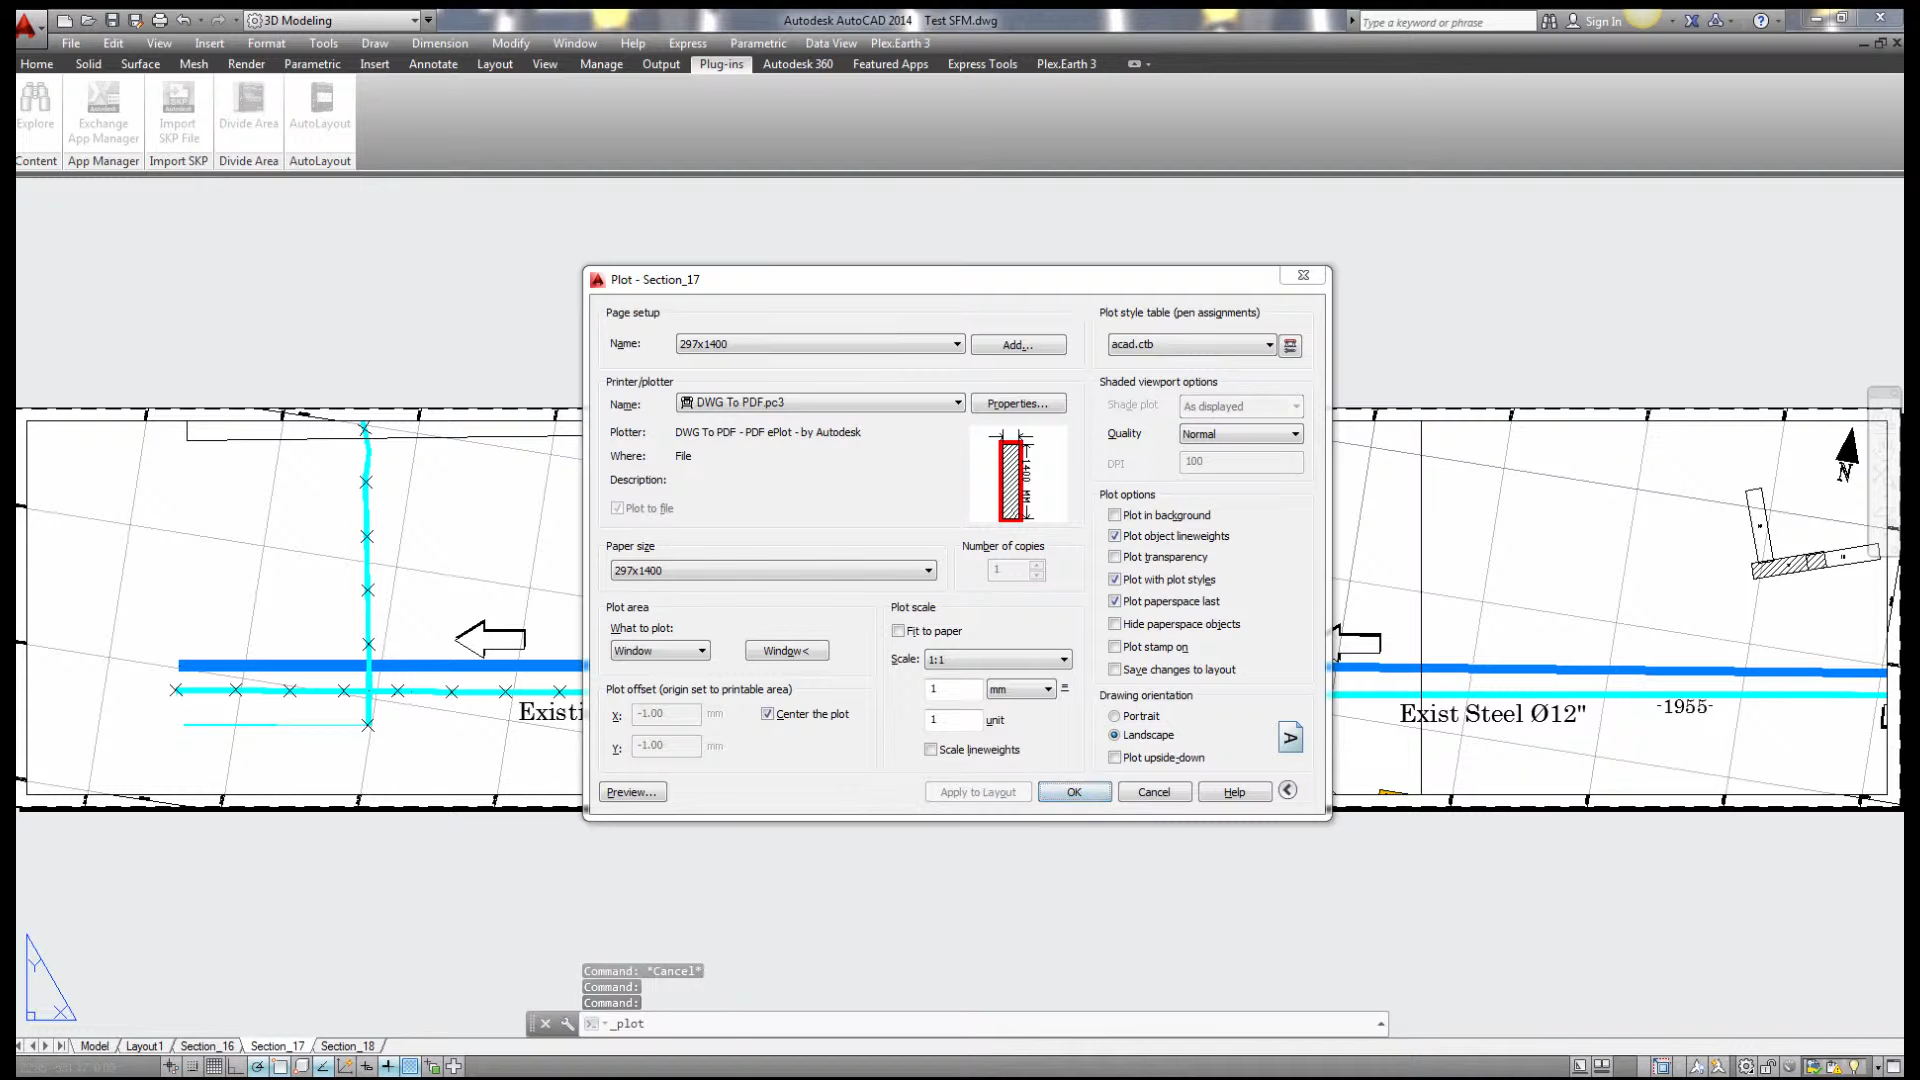 3D Modeling
Autodesk AutoCAD 2014 Test SFM.dwg
Type a keyword or phrase
Sign In
File Edit View Insert Format Tools Draw Dimension Modify Window Help Express Parametric Data View Plex.Earth 3
Home Solid Surface Mesh Render Parametric Insert Annotate Layout View Manage Output Plug-ins Autodesk 360 Featured Apps Express Tools Plex.Earth 3
Explore Exchange App Manager Import SKP File Divide Area AutoLayout
Content App Manager Import SKP Divide Area AutoLayout
Plot - Section_17
Page setup
Name: 297x1400 Add...
Printer/plotter
Name: DWG To PDF.pc3 Properties...
Plotter: DWG To PDF - PDF ePlot - by Autodesk
Where: File
Description:
Plot to file
1400 MM
Paper size
297x1400
Number of copies
1
Plot area
What to plot:
Window Window<
Plot offset (origin set to printable area)
X: -1.00 mm Center the plot
Y: -1.00 mm
Plot scale
Fit to paper
Scale: 1:1
1 mm =
1 unit
Scale lineweights
Plot style table (pen assignments)
acad.ctb
Shaded viewport options
Shade plot As displayed
Quality Normal
DPI 100
Plot options
Plot in background
Plot object lineweights
Plot transparency
Plot with plot styles
Plot paperspace last
Hide paperspace objects
Plot stamp on
Save changes to layout
Drawing orientation
Portrait
Landscape
Plot upside-down
A
Preview... Apply to Layout OK Cancel Help
N
Existi
Exist Steel Ø12" -1955-
Y
X
Command: *Cancel*
Command:
Command:
_plot
Model Layout1 Section_16 Section_17 Section_18